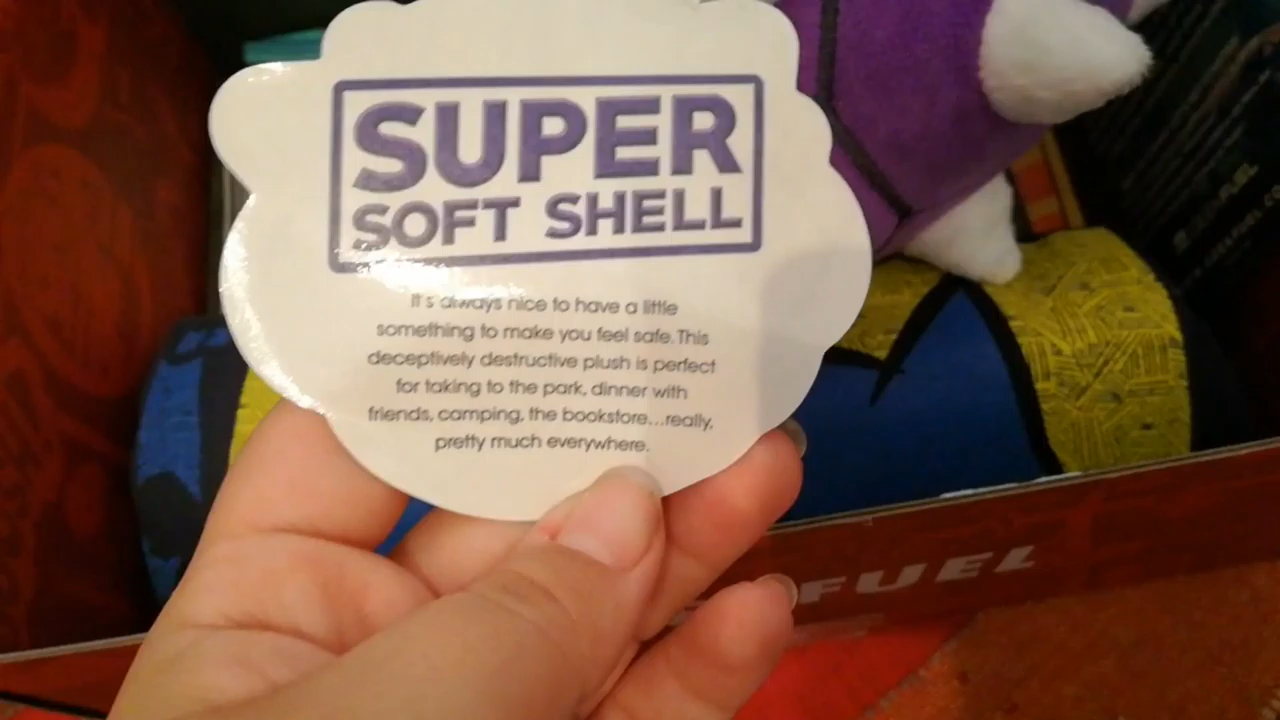 SUPER
SOFT SHELL
It's always nice to have a little
something to make you feel safe. This
deceptively destructive plush is perfect
for taking to the park, dinner with
friends, camping, the bookstore...really,
pretty much everywhere.
FUEL